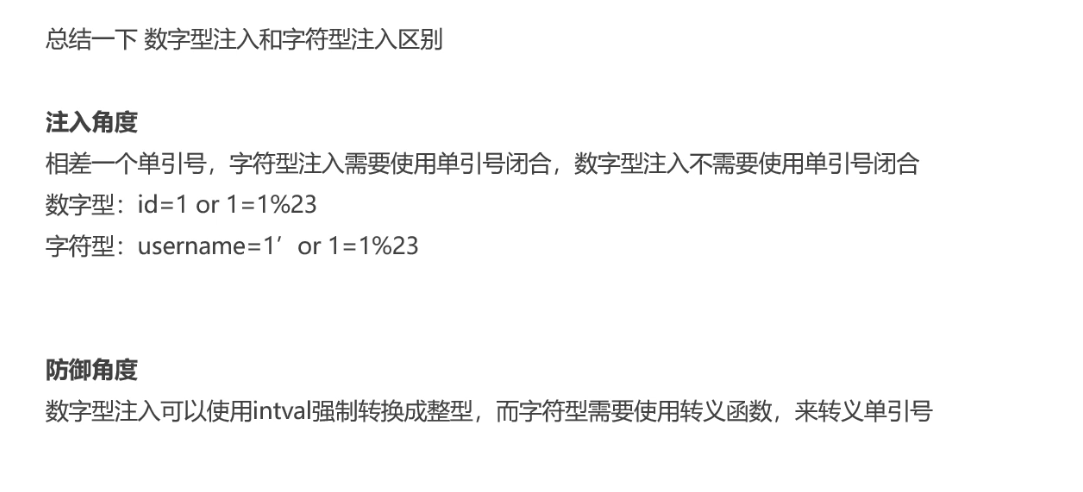 总结一下 数字型注入和字符型注入区别
注入角度
相差一个单引号，字符型注入需要使用单引号闭合，数字型注入不需要使用单引号闭合
数字型：id=1 or 1=1%23
字符型：username=1’ or 1=1%23
防御角度
数字型注入可以使用intval强制转换成整型，而字符型需要使用转义函数，来转义单引号